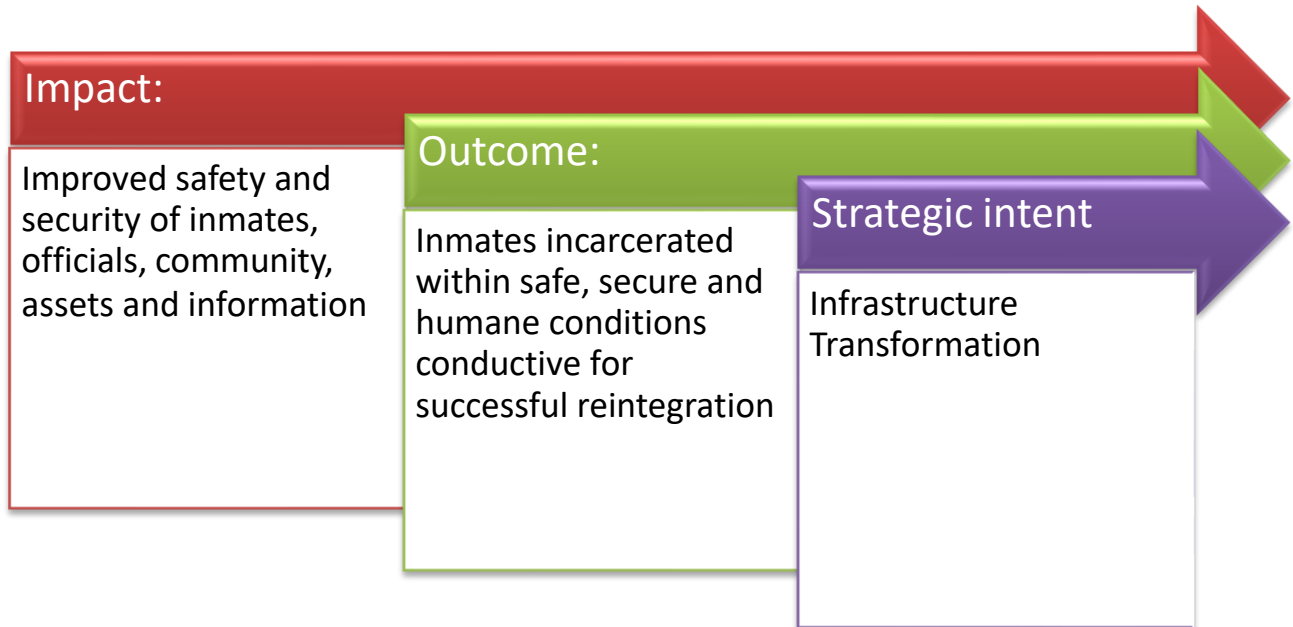 Impact:
Improved safety and
security of inmates,
officials, community,
assets and information
Outcome:
Inmates incarcerated
within safe, secure and
humane conditions
conductive for
successful reintegration
Strategic intent
Infrastructure
Transformation